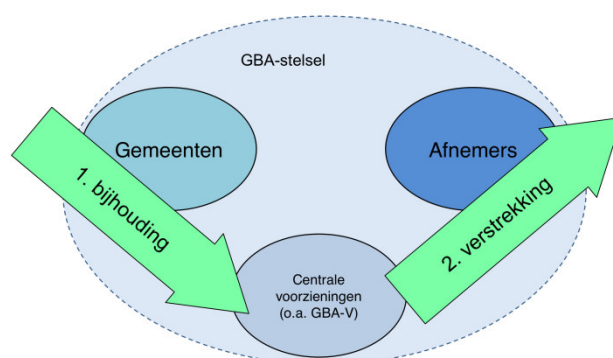 GBA-stelsel
Gemeenten
Afnemers
1. bijhouding
2. verstrekking
Centrale
voorzieningen
(o.a. GBA-V)